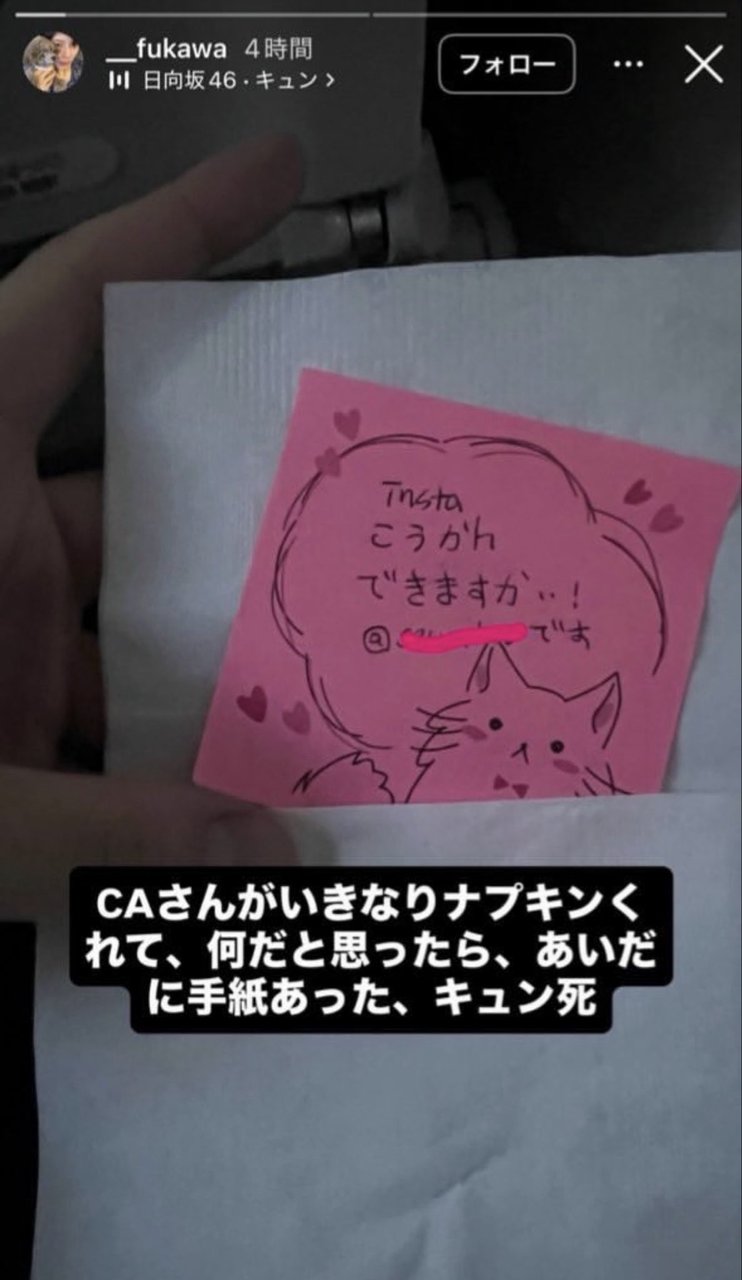 __fukawa 4時間
日向坂46・キュン >
フォロー
Insta
こうかん
できますか..!
@ です
CAさんがいきなりナプキンく
れて、何だと思ったら、あいだ
に手紙あった、キュン死